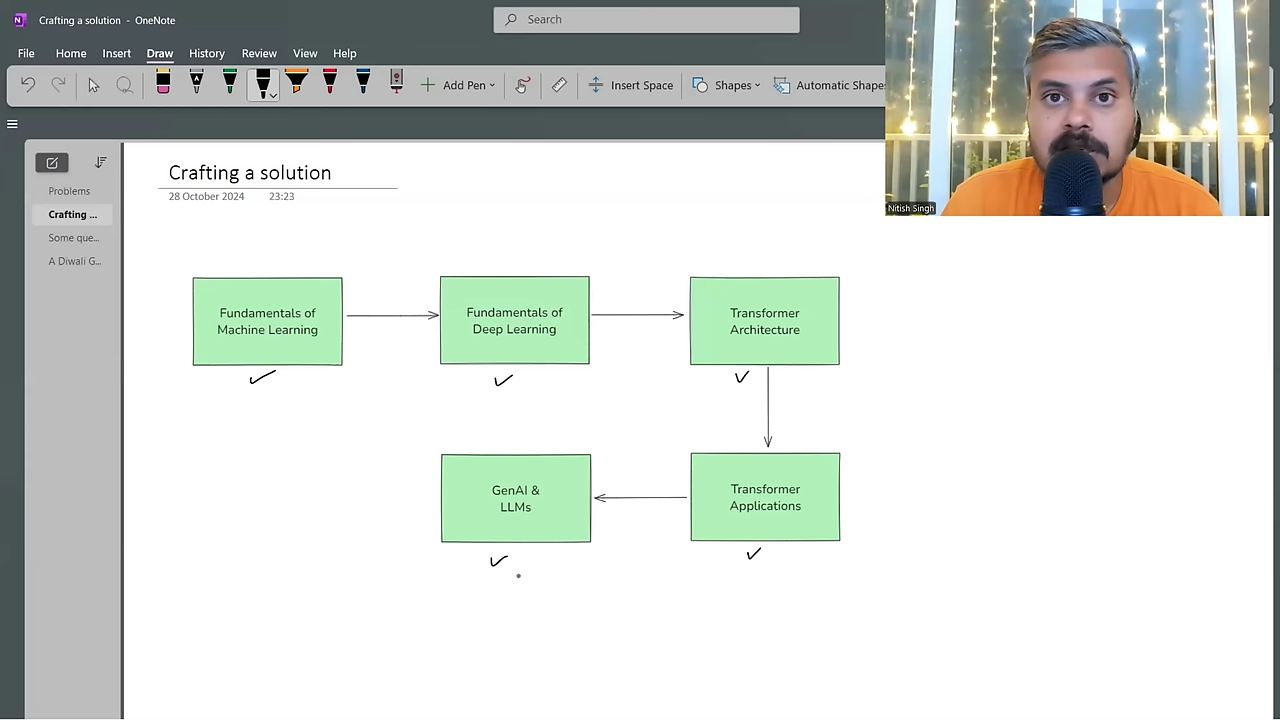 Crafting a solution - OneNote
Search
File Home Insert Draw History Review View Help
Add Pen Insert Space Shapes Automatic Shapes
Nitish Singh
Problems
Crafting ...
Some que...
A Diwali G...
Crafting a solution
28 October 2024 23:23
Fundamentals of
Machine Learning
Fundamentals of
Deep Learning
Transformer
Architecture
GenAI &
LLMs
Transformer
Applications